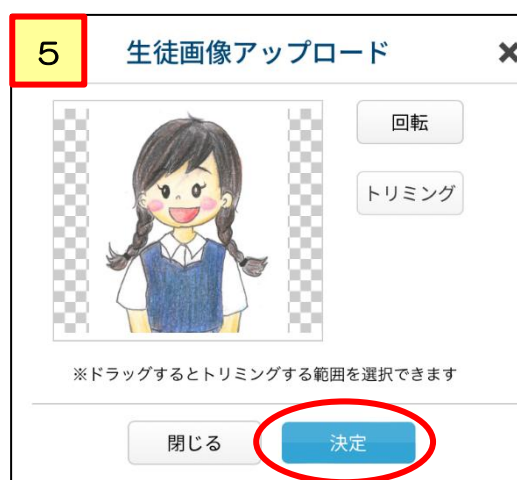 5
生徒画像アップロード
回転
トリミング
※ドラッグするとトリミングする範囲を選択できます
閉じる
決定